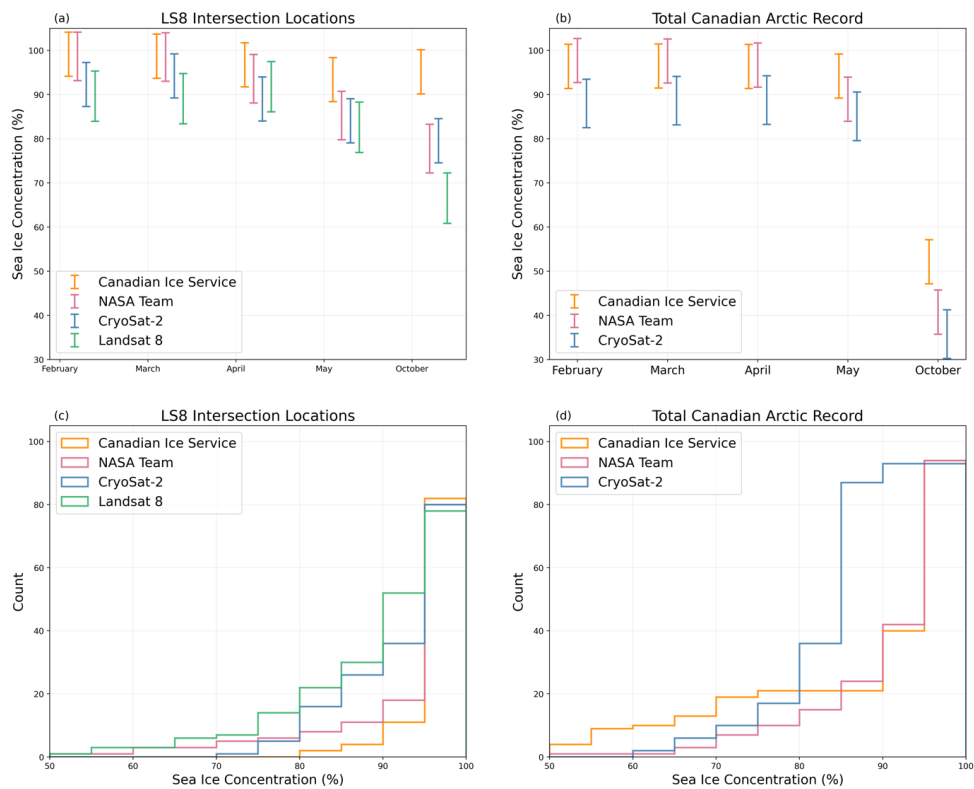 (a)
LS8 Intersection Locations
100
90
80
70
60
50
40
30
Sea Ice Concentration (%)
Canadian Ice Service
NASA Team
CryoSat-2
Landsat 8
February
March
April
May
October
(b)
Total Canadian Arctic Record
100
90
80
70
60
50
40
30
Sea Ice Concentration (%)
Canadian Ice Service
NASA Team
CryoSat-2
February
March
April
May
October
(c)
LS8 Intersection Locations
100
80
60
40
20
0
Count
Canadian Ice Service
NASA Team
CryoSat-2
Landsat 8
50
60
70
80
90
100
Sea Ice Concentration (%)
(d)
Total Canadian Arctic Record
100
80
60
40
20
0
Count
Canadian Ice Service
NASA Team
CryoSat-2
50
60
70
80
90
100
Sea Ice Concentration (%)